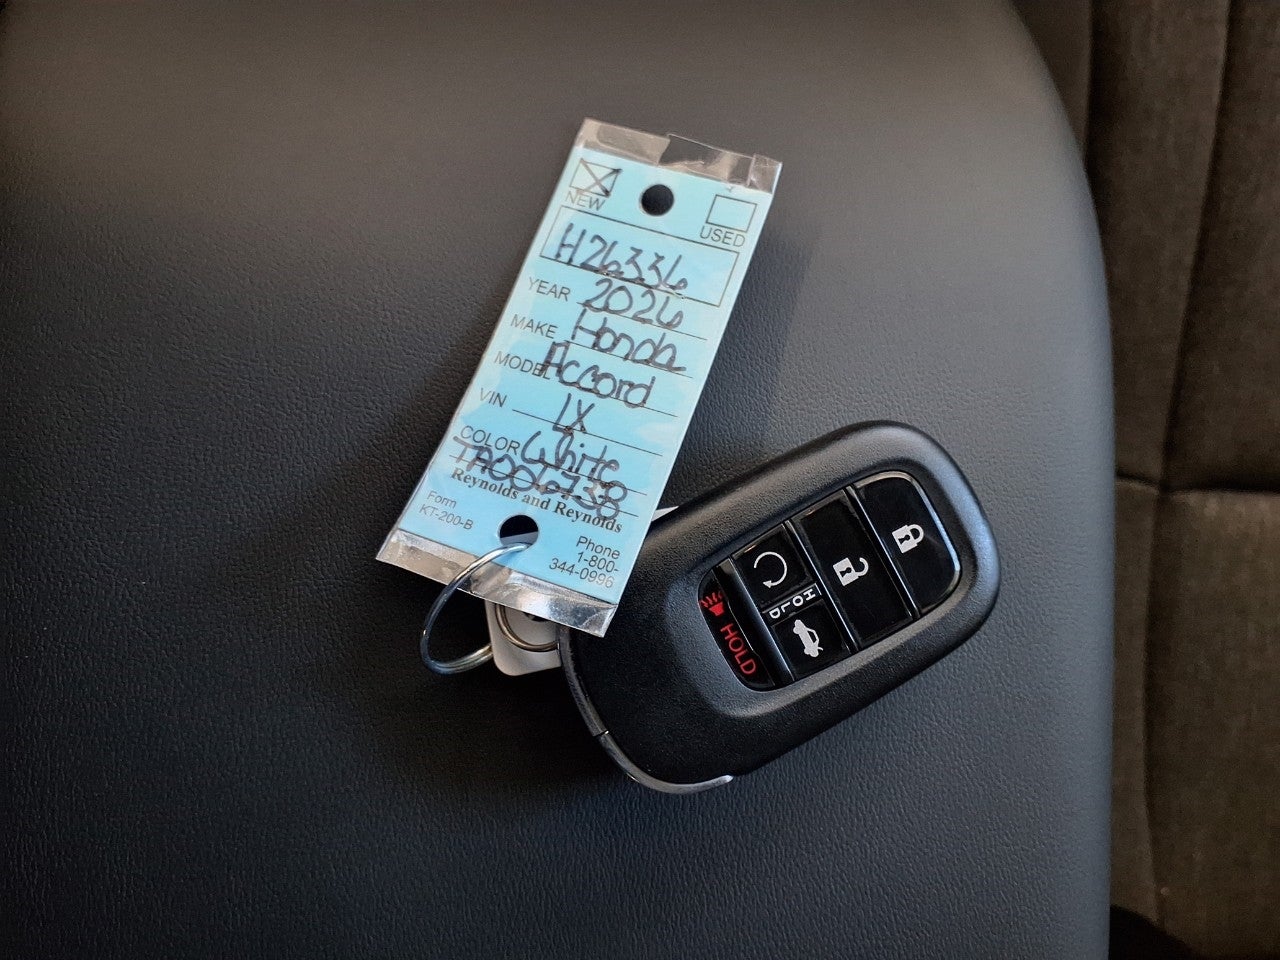 NEW
USED
H26336
YEAR 2026
MAKE Honda
MODEL Accord
VIN LX
COLOR White
TA006730
Reynolds and Reynolds
Form
KT-200-B
Phone
1-800-
344-0996
HOLD
HOLD